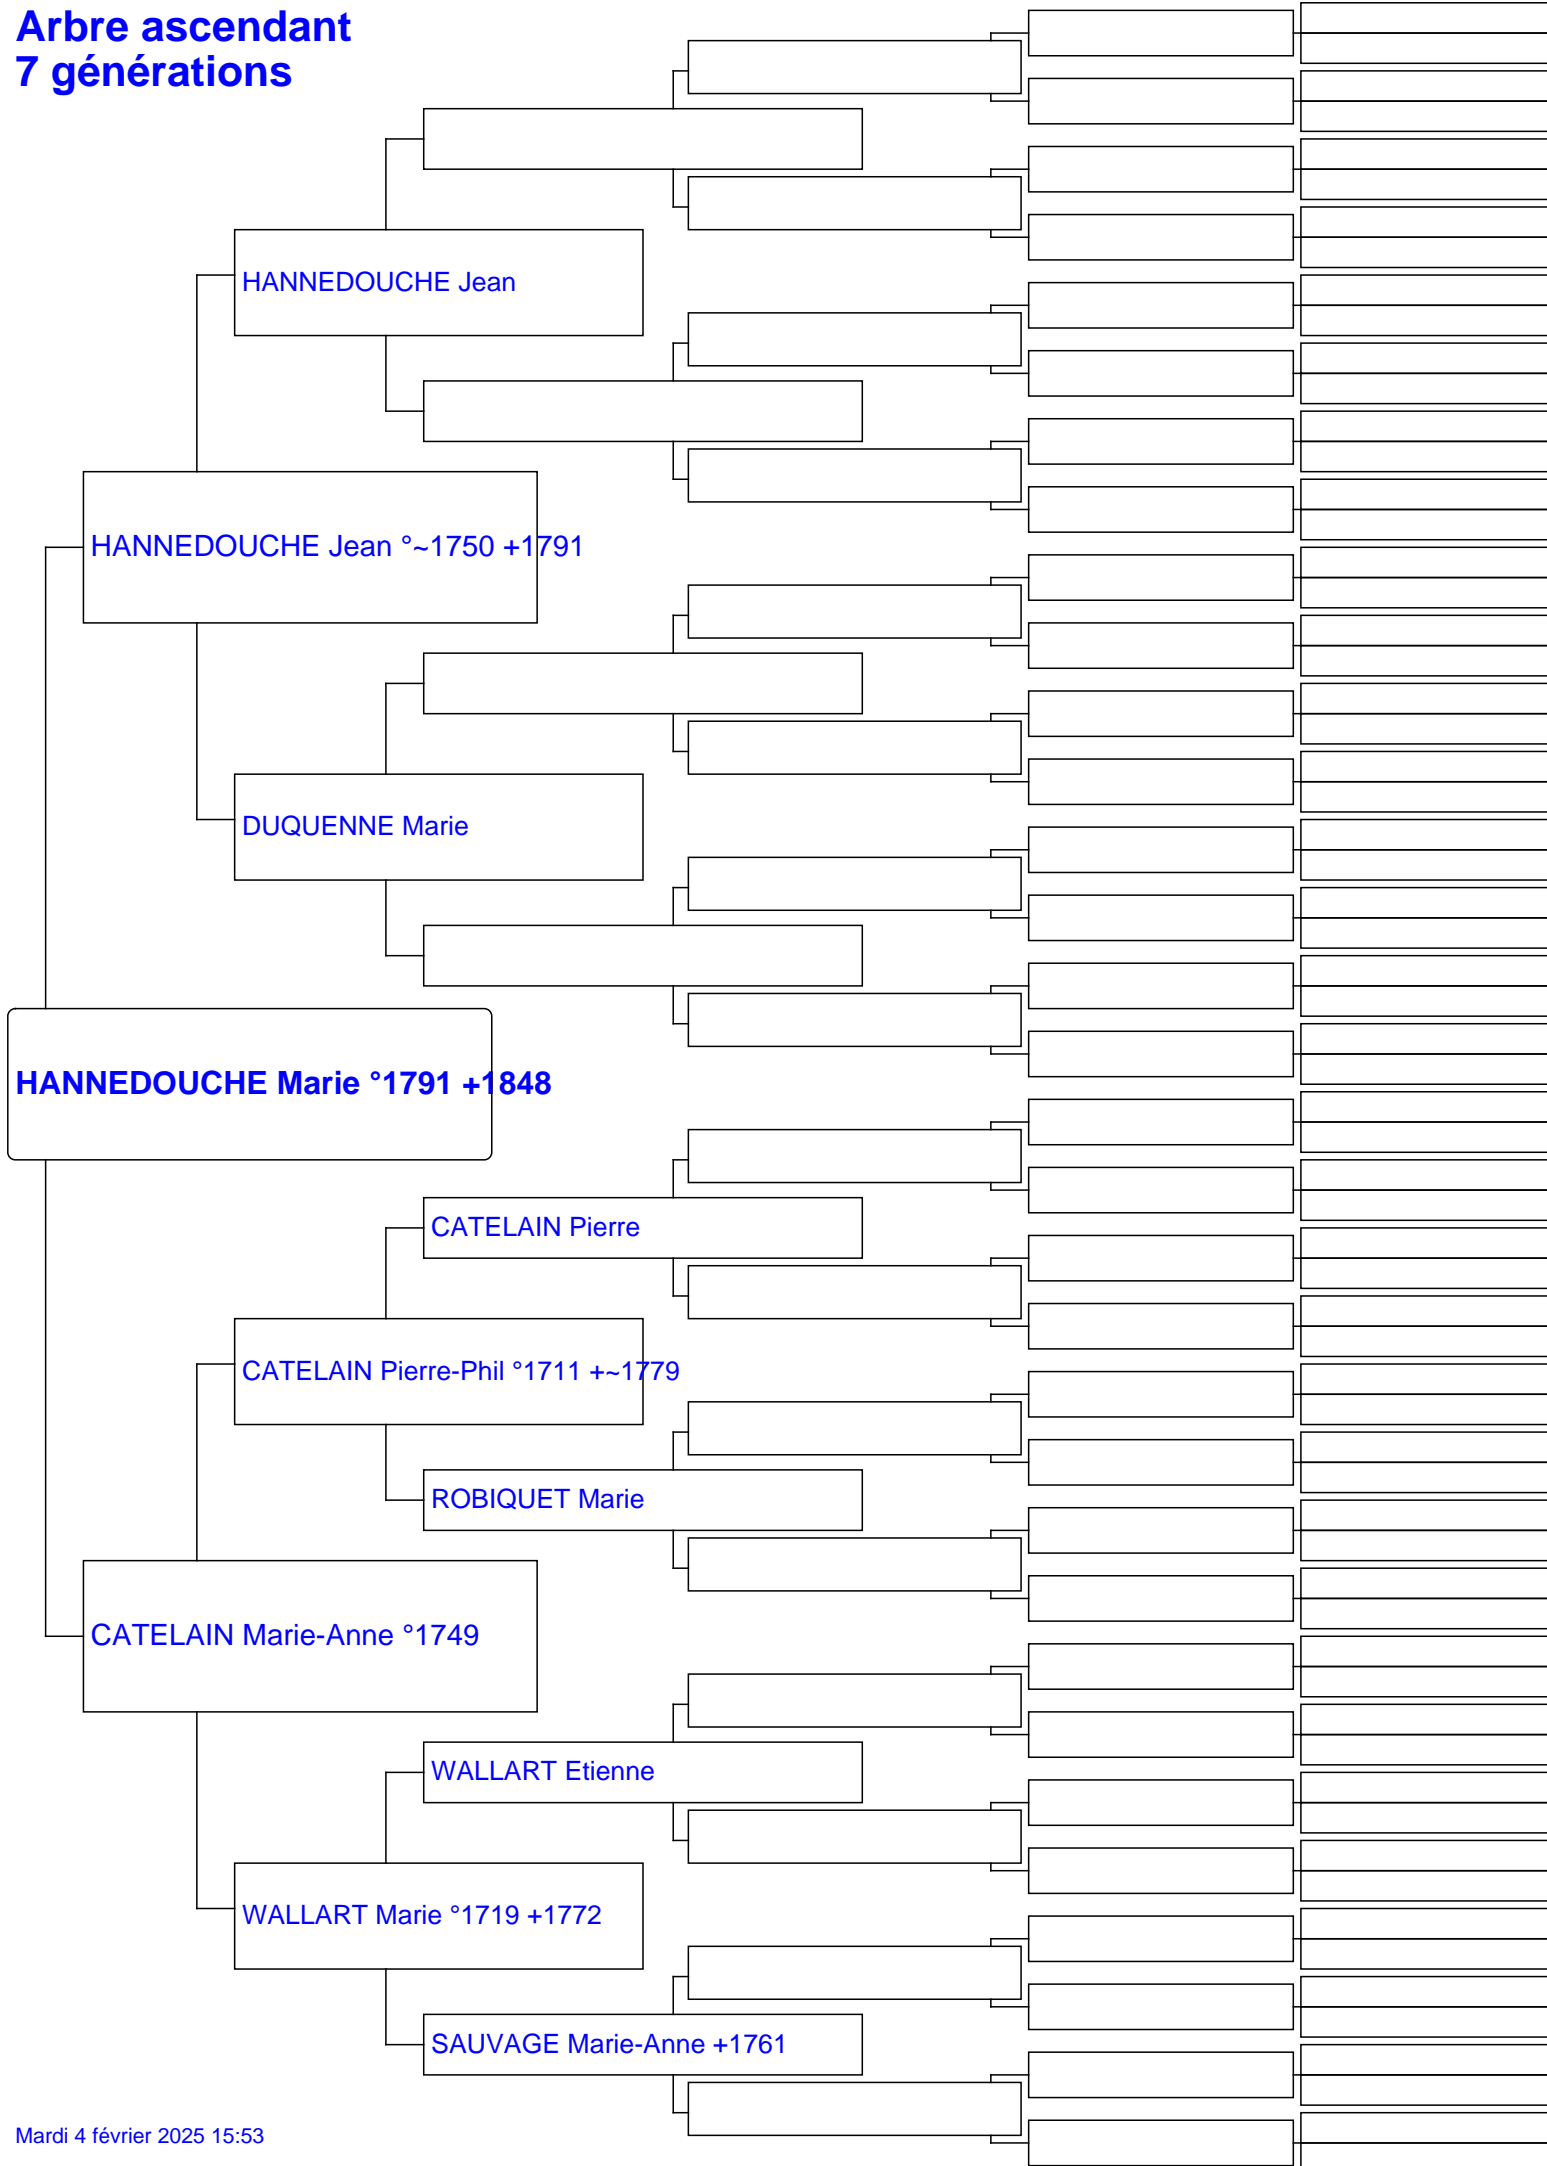 Arbre ascendant
7 générations
HANNEDOUCHE Jean
HANNEDOUCHE Jean °~1750 +1791
DUQUENNE Marie
HANNEDOUCHE Marie °1791 +1848
CATELAIN Pierre
CATELAIN Pierre-Phil °1711 +~1779
ROBIQUET Marie
CATELAIN Marie-Anne °1749
WALLART Etienne
WALLART Marie °1719 +1772
SAUVAGE Marie-Anne +1761
Mardi 4 février 2025 15:53